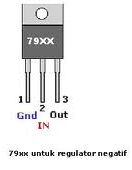 79xx
1 2 3
Gnd Out
IN
79xx untuk regulator negatif